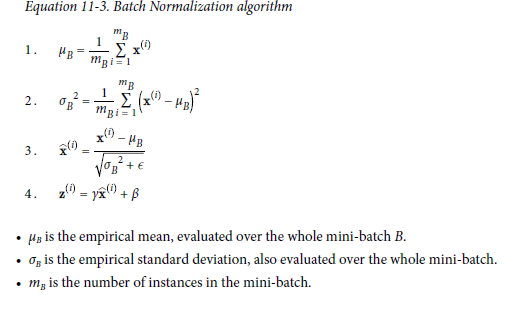 Equation 11-3. Batch Normalization algorithm
1. μ_B = 1/m_B ∑_{i=1}^{m_B} x^(i)
2. σ_B² = 1/m_B ∑_{i=1}^{m_B} (x^(i) – μ_B)²
3. x̂^(i) = (x^(i) – μ_B) / √(σ_B² + ϵ)
4. z^(i) = γx̂^(i) + β
• μ_B is the empirical mean, evaluated over the whole mini-batch B.
• σ_B is the empirical standard deviation, also evaluated over the whole mini-batch.
• m_B is the number of instances in the mini-batch.